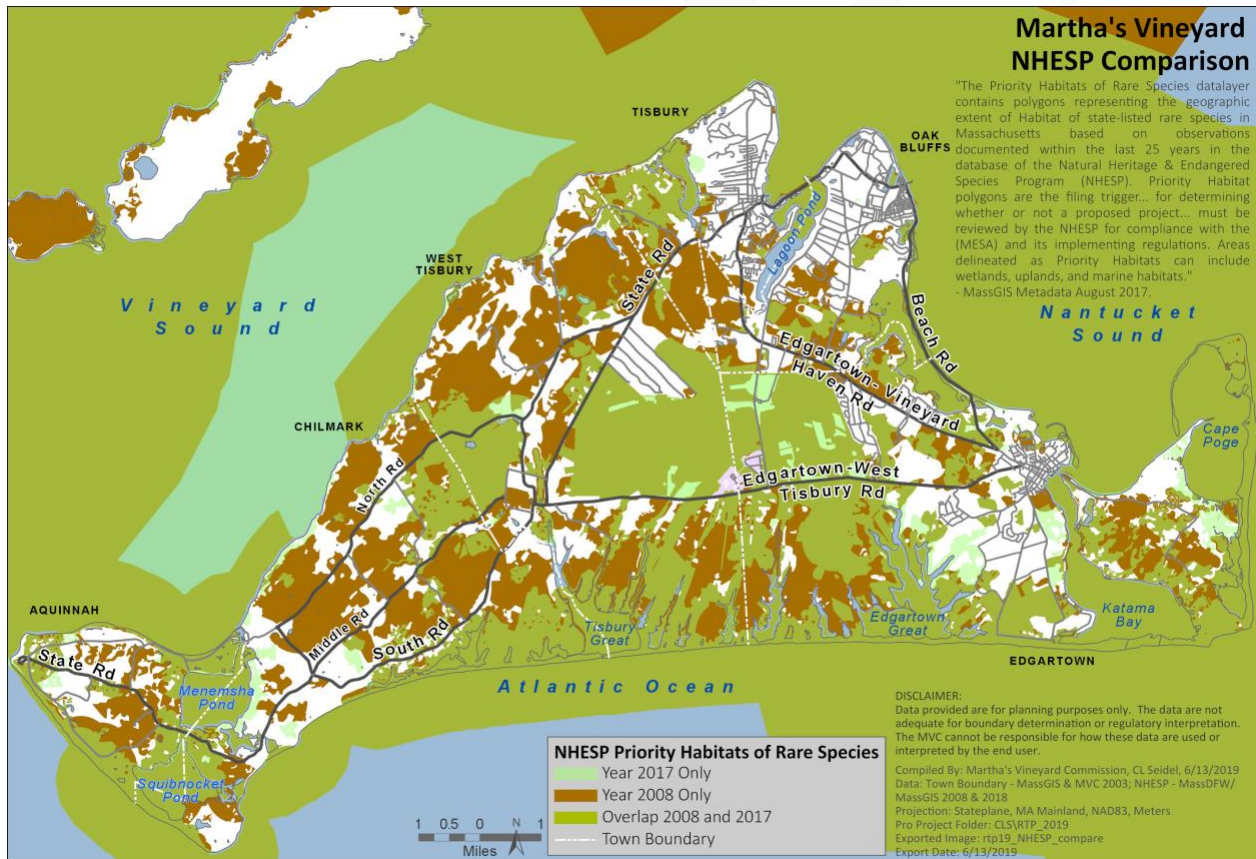 Martha's Vineyard
NHESP Comparison
"The Priority Habitats of Rare Species datalayer
contains polygons representing the geographic
extent of Habitat of state-listed rare species in
Massachusetts based on observations
documented within the last 25 years in the
database of the Natural Heritage & Endangered
Species Program (NHESP). Priority Habitat
polygons are the filing trigger... for determining
whether or not a proposed project... must be
reviewed by the NHESP for compliance with the
(MESA) and its implementing regulations. Areas
delineated as Priority Habitats can include
wetlands, uplands, and marine habitats."
- MassGIS Metadata August 2017.
TISBURY
OAK
BLUFFS
Lagoon Pond
WEST
TISBURY
State Rd
Vineyard
Sound
Nantucket
Sound
Beach Rd
Edgartown- Vineyard
Haven Rd
CHILMARK
North Rd
Cape
Poge
Edgartown-West
Tisbury Rd
AQUINNAH
State Rd
Middle Rd
South Rd
Tisbury
Great
Edgartown
Great
Katama
Bay
EDGARTOWN
Menemsha
Pond
Atlantic Ocean
Squibnocket
Pond
NHESP Priority Habitats of Rare Species
Year 2017 Only
Year 2008 Only
Overlap 2008 and 2017
Town Boundary
1 0.5 0 N 1
Miles
DISCLAIMER:
Data provided are for planning purposes only. The data are not
adequate for boundary determination or regulatory interpretation.
The MVC cannot be responsible for how these data are used or
interpreted by the end user.
Compiled By: Martha's Vineyard Commission, CL Seidel, 6/13/2019
Data: Town Boundary - MassGIS & MVC 2003; NHESP - MassDFW/
MassGIS 2008 & 2018
Projection: Stateplane, MA Mainland, NAD83, Meters
Pro Project Folder: CLS\RTP_2019
Exported Image: rtp19_NHESP_compare
Export Date: 6/13/2019